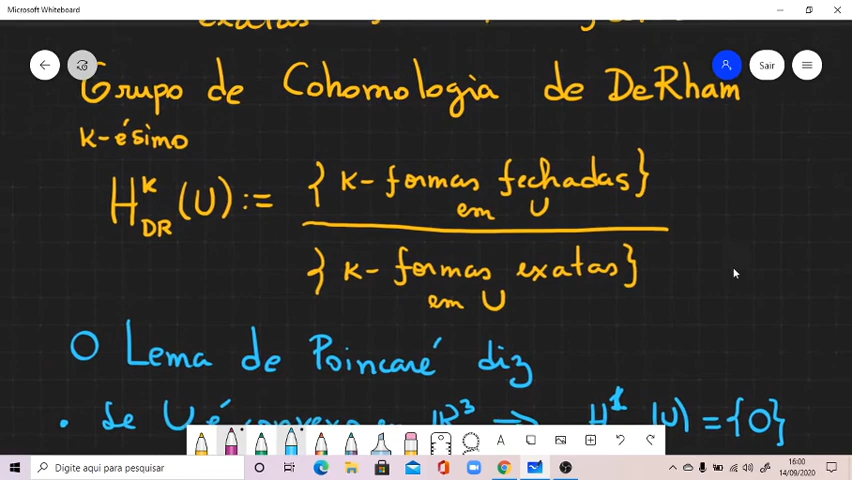 Microsoft Whiteboard
exatas
Grupo de Cohomologia de DeRham
Sair
k-ésimo
H^k_DR (U) := {k-formas fechadas}
em U
{k-formas exatas}
em U
O Lema de Poincaré diz
• Se U é convexo R³ ⇒ H¹ (U) = {0}
Digite aqui para pesquisar
16:00
14/09/2020